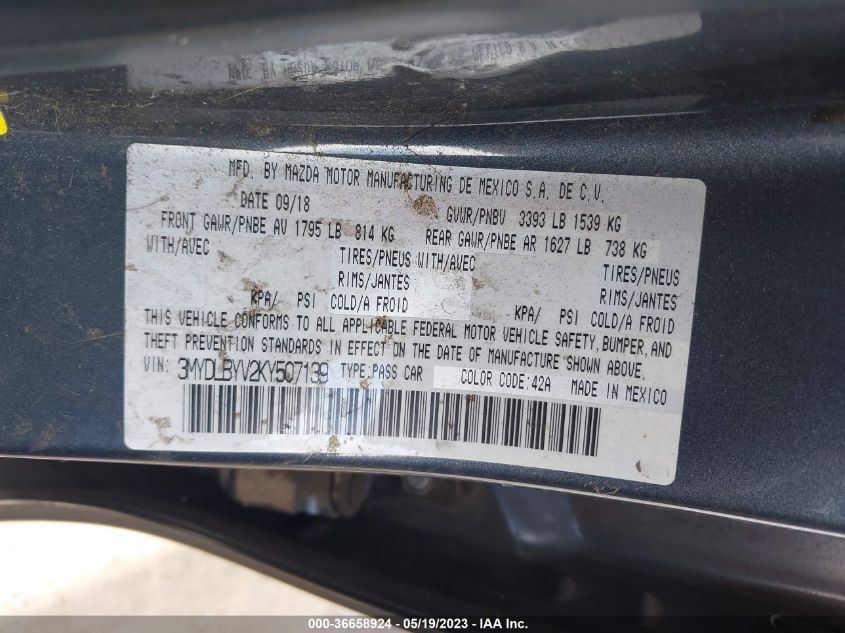 MFD. BY MAZDA MOTOR MANUFACTURING DE MEXICO S.A. DE C.V.
DATE 09/18 GVWR/PNBV 3393 LB 1539 KG
FRONT GAWR/PNBE AV 1795 LB 814 KG REAR GAWR/PNBE AR 1627 LB 738 KG
WITH/AVEC TIRES/PNEUS WITH/AVEC TIRES/PNEUS
RIMS/JANTES RIMS/JANTES
KPA/ PSI COLD/A FROID KPA/ PSI COLD/A FROID
THIS VEHICLE CONFORMS TO ALL APPLICABLE FEDERAL MOTOR VEHICLE SAFETY, BUMPER, AND
THEFT PREVENTION STANDARDS IN EFFECT ON THE DATE OF MANUFACTURE SHOWN ABOVE.
VIN: 3MYDLBYV2KY507139 TYPE:PASS CAR COLOR CODE:42A MADE IN MEXICO
000-36658924 - 05/19/2023 - IAAI.com